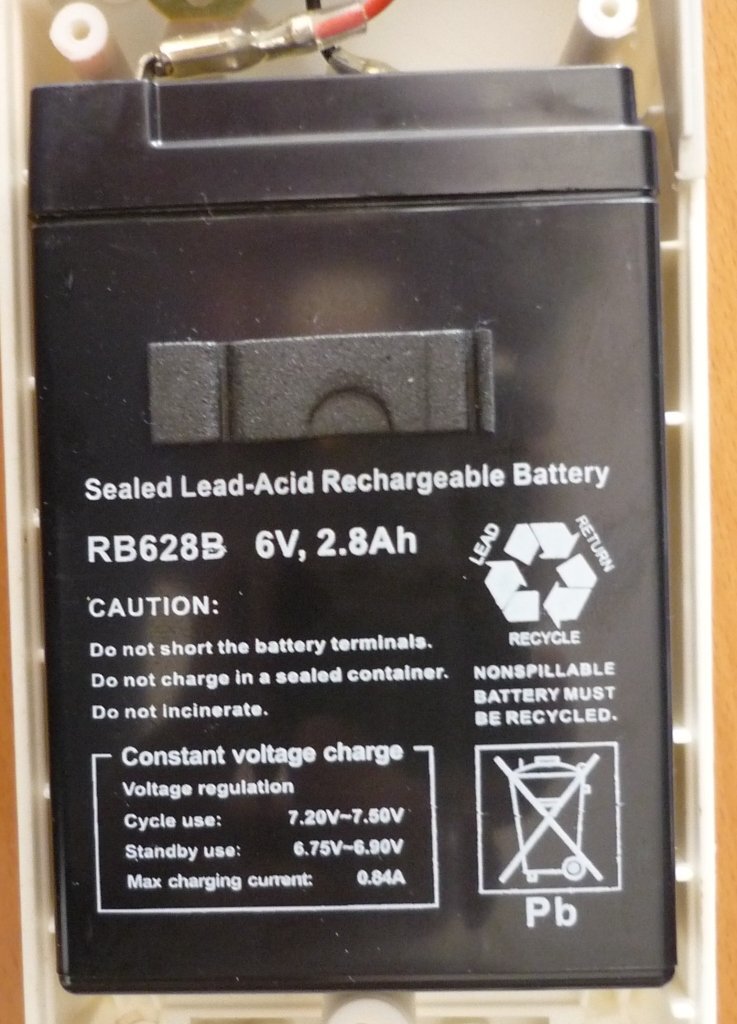 Sealed Lead-Acid Rechargeable Battery
RB628B 6V, 2.8Ah
LEAD
RETURN
RECYCLE
CAUTION:
Do not short the battery terminals.
Do not charge in a sealed container.
Do not incinerate.
NONSPILLABLE
BATTERY MUST
BE RECYCLED.
Constant voltage charge
Voltage regulation
Cycle use: 7.20V~7.50V
Standby use: 6.75V~6.90V
Max charging current: 0.84A
Pb